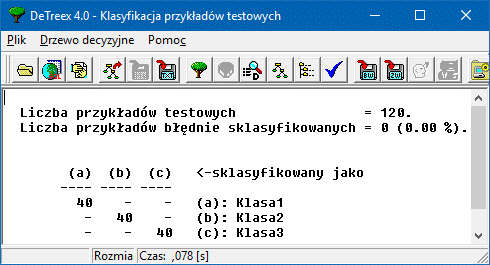 DeTreex 4.0 - Klasyfikacja przykładów testowych
Plik Drzewo decyzyjne Pomoc
Liczba przykładów testowych = 120.
Liczba przykładów błędnie sklasyfikowanych = 0 (0.00 %).
(a) (b) (c) <-sklasyfikowany jako
---- ---- ----
40 - - (a): Klasa1
- 40 - (b): Klasa2
- - 40 (c): Klasa3
Rozmia Czas: ,078 [s]